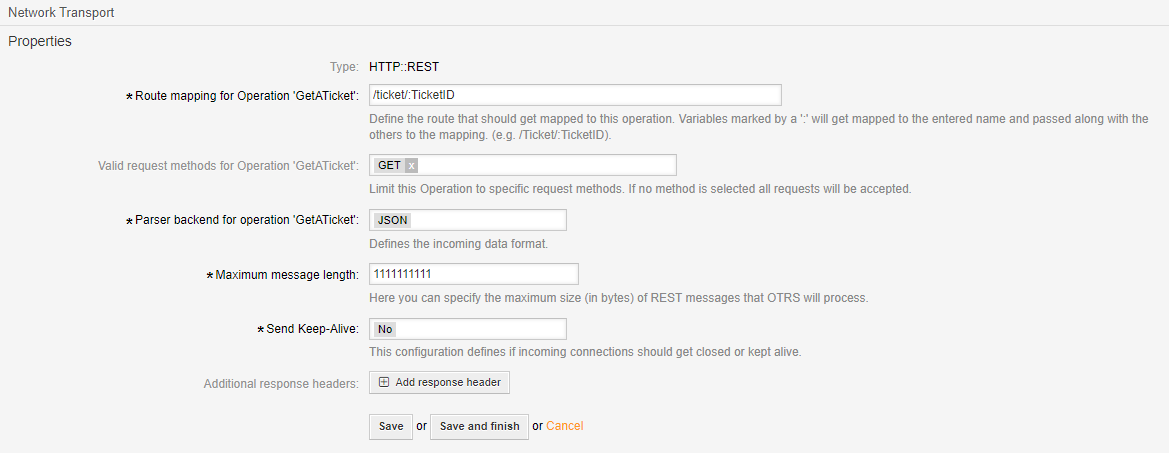 Network Transport
Properties
Type: HTTP::REST
* Route mapping for Operation 'GetATicket': /ticket/:TicketID
Define the route that should get mapped to this operation. Variables marked by a ':' will get mapped to the entered name and passed along with the
others to the mapping. (e.g. /Ticket/:TicketID).
Valid request methods for Operation 'GetATicket': GET x
Limit this Operation to specific request methods. If no method is selected all requests will be accepted.
* Parser backend for operation 'GetATicket': JSON
Defines the incoming data format.
* Maximum message length: 1111111111
Here you can specify the maximum size (in bytes) of REST messages that OTRS will process.
* Send Keep-Alive: No
This configuration defines if incoming connections should get closed or kept alive.
Additional response headers: Add response header
Save or Save and finish or Cancel